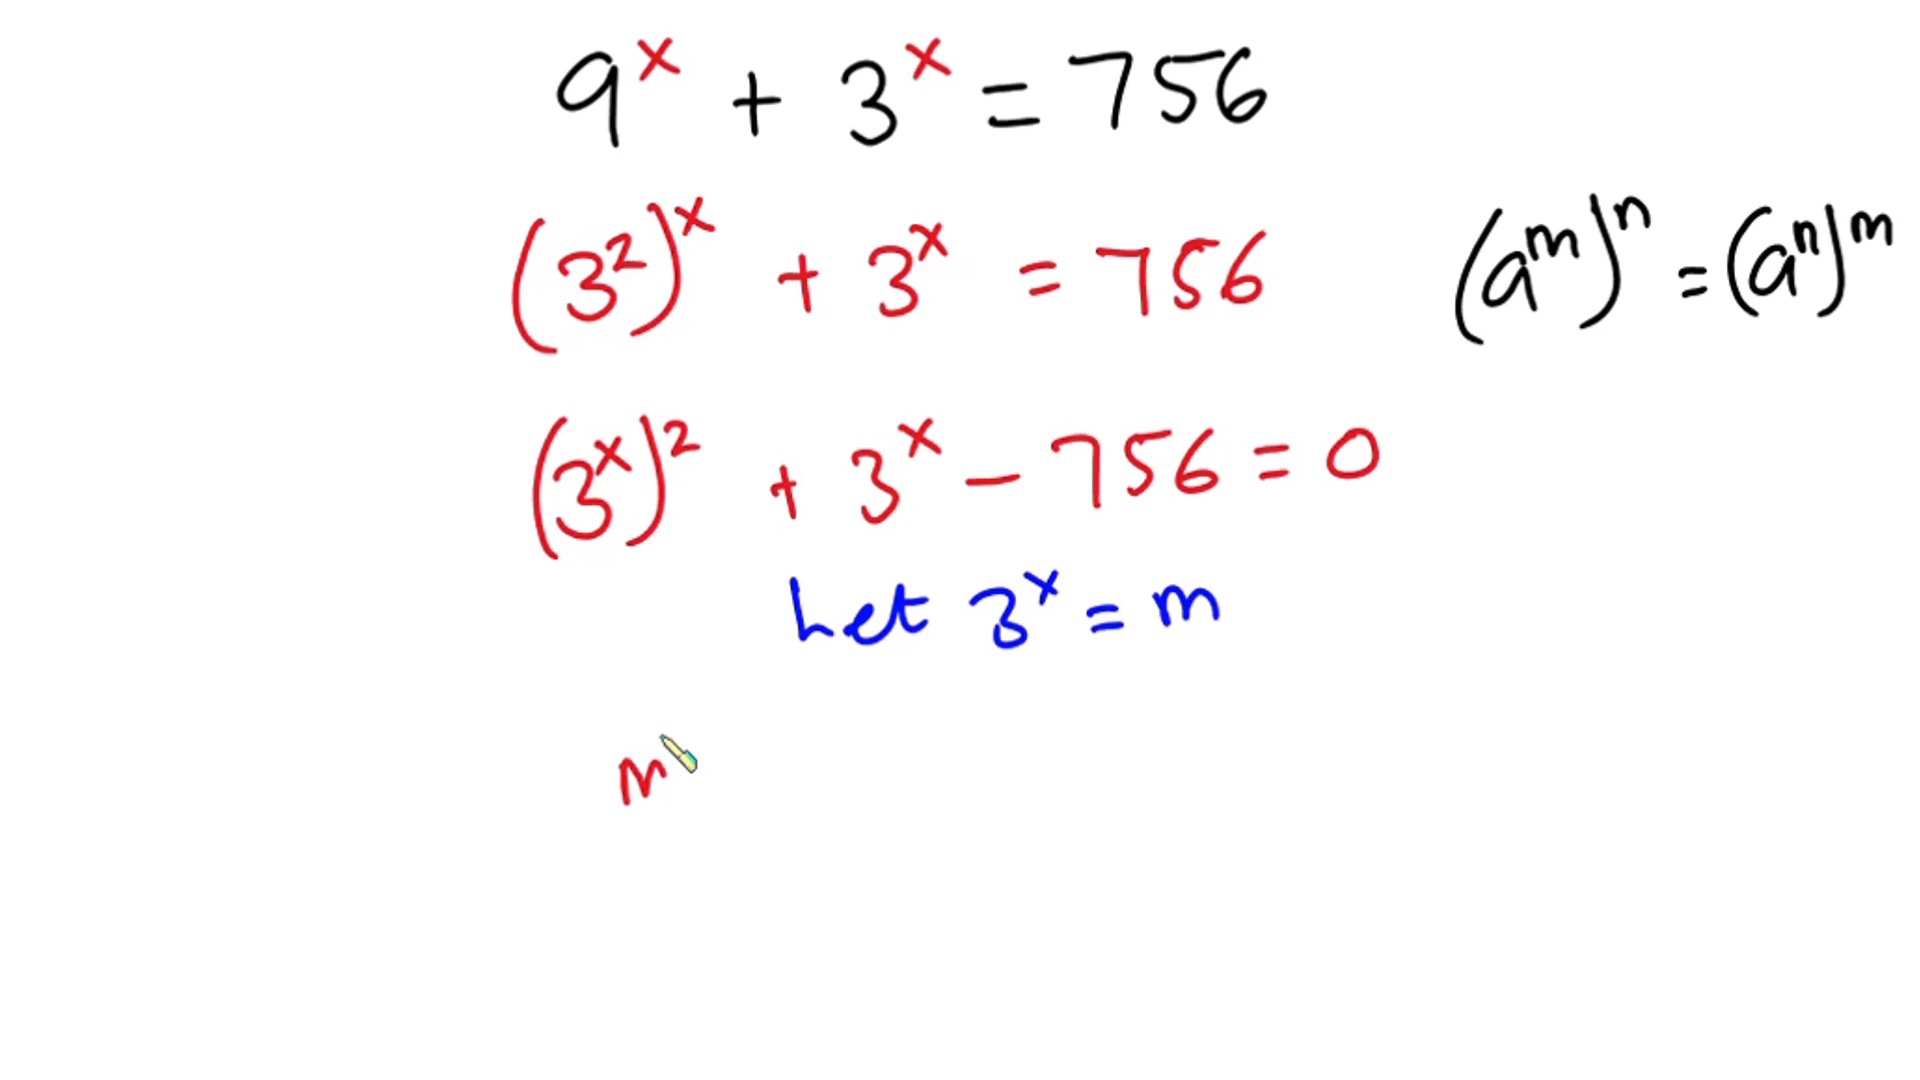 9^x + 3^x = 756
(3^2)^x + 3^x = 756
(a^m)^n = (a^n)^m
(3^x)^2 + 3^x - 756 = 0
Let 3^x = m
m